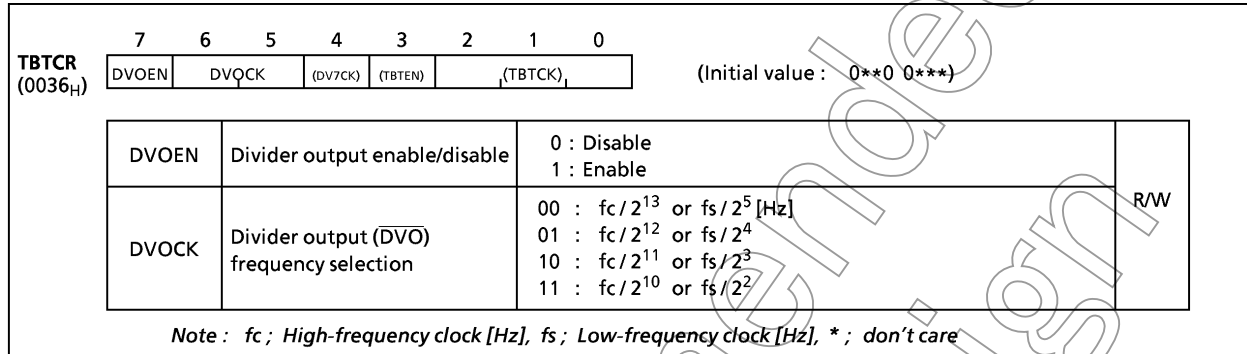 7 6 5 4 3 2 1 0
TBTCR
(0036H)
DVOEN DVOCK (DV7CK) (TBTEN) (TBTCK)
(Initial value : 0**0 0***)
DVOEN Divider output enable/disable 0 : Disable
1 : Enable
R/W
DVOCK Divider output (DVO)
frequency selection
00 : fc/2^13 or fs/2^5 [Hz]
01 : fc/2^12 or fs/2^4
10 : fc/2^11 or fs/2^3
11 : fc/2^10 or fs/2^2
Note : fc ; High-frequency clock [Hz], fs ; Low-frequency clock [Hz], * ; don't care